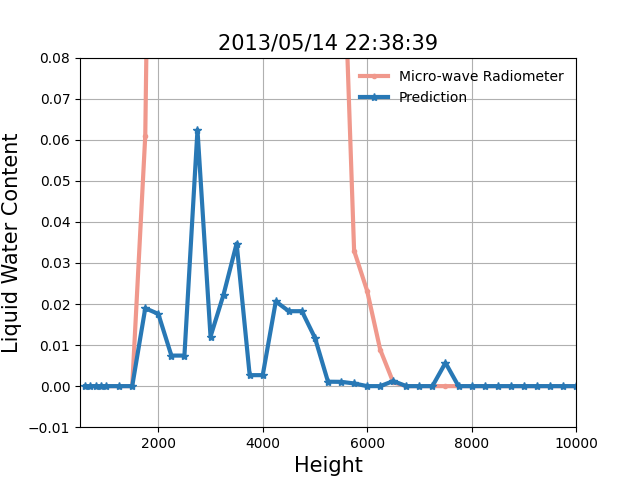 2013/05/14 22:38:39
Micro-wave Radiometer
Prediction
0.08
0.07
0.06
0.05
0.04
0.03
0.02
0.01
0.00
−0.01
Liquid Water Content
2000 4000 6000 8000 10000
Height